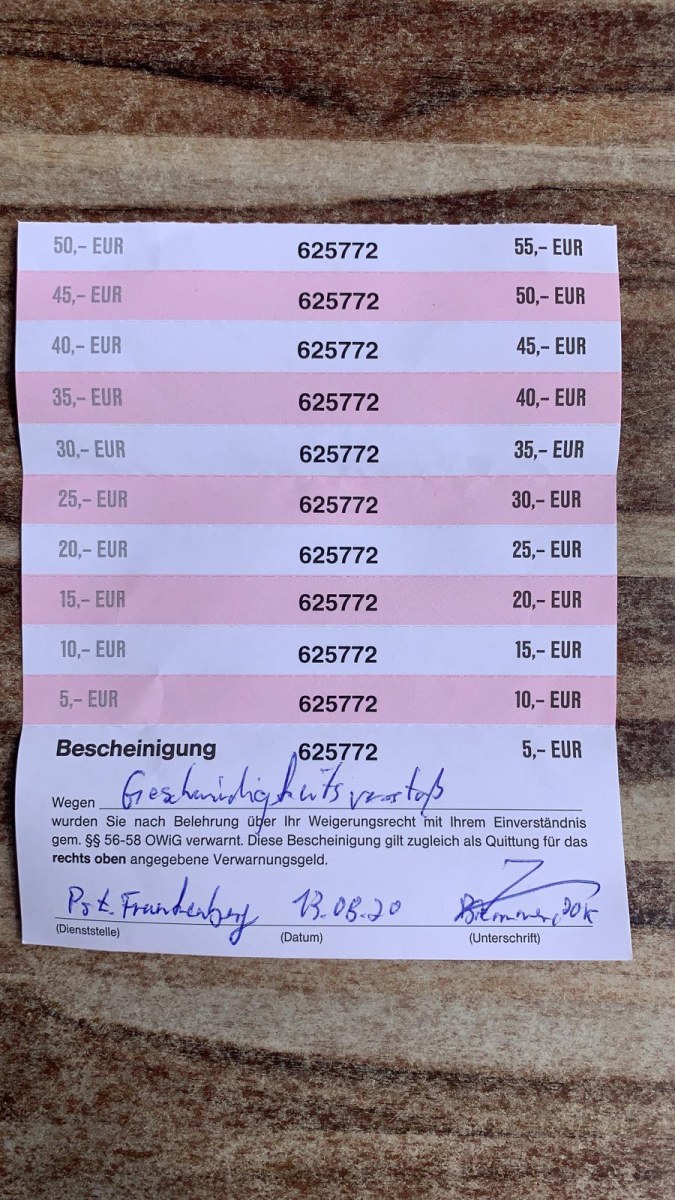 50,– EUR 625772 55,– EUR
45,– EUR 625772 50,– EUR
40,– EUR 625772 45,– EUR
35,– EUR 625772 40,– EUR
30,– EUR 625772 35,– EUR
25,– EUR 625772 30,– EUR
20,– EUR 625772 25,– EUR
15,– EUR 625772 20,– EUR
10,– EUR 625772 15,– EUR
5,– EUR 625772 10,– EUR
Bescheinigung 625772 5,– EUR
Wegen Geschwindigkeitsverstoß
wurden Sie nach Belehrung über Ihr Weigerungsrecht mit Ihrem Einverständnis
gem. §§ 56-58 OWiG verwarnt. Diese Bescheinigung gilt zugleich als Quittung für das
rechts oben angegebene Verwarnungsgeld.
Pst. Frankenberg 13.08.20
(Dienststelle) (Datum) (Unterschrift)